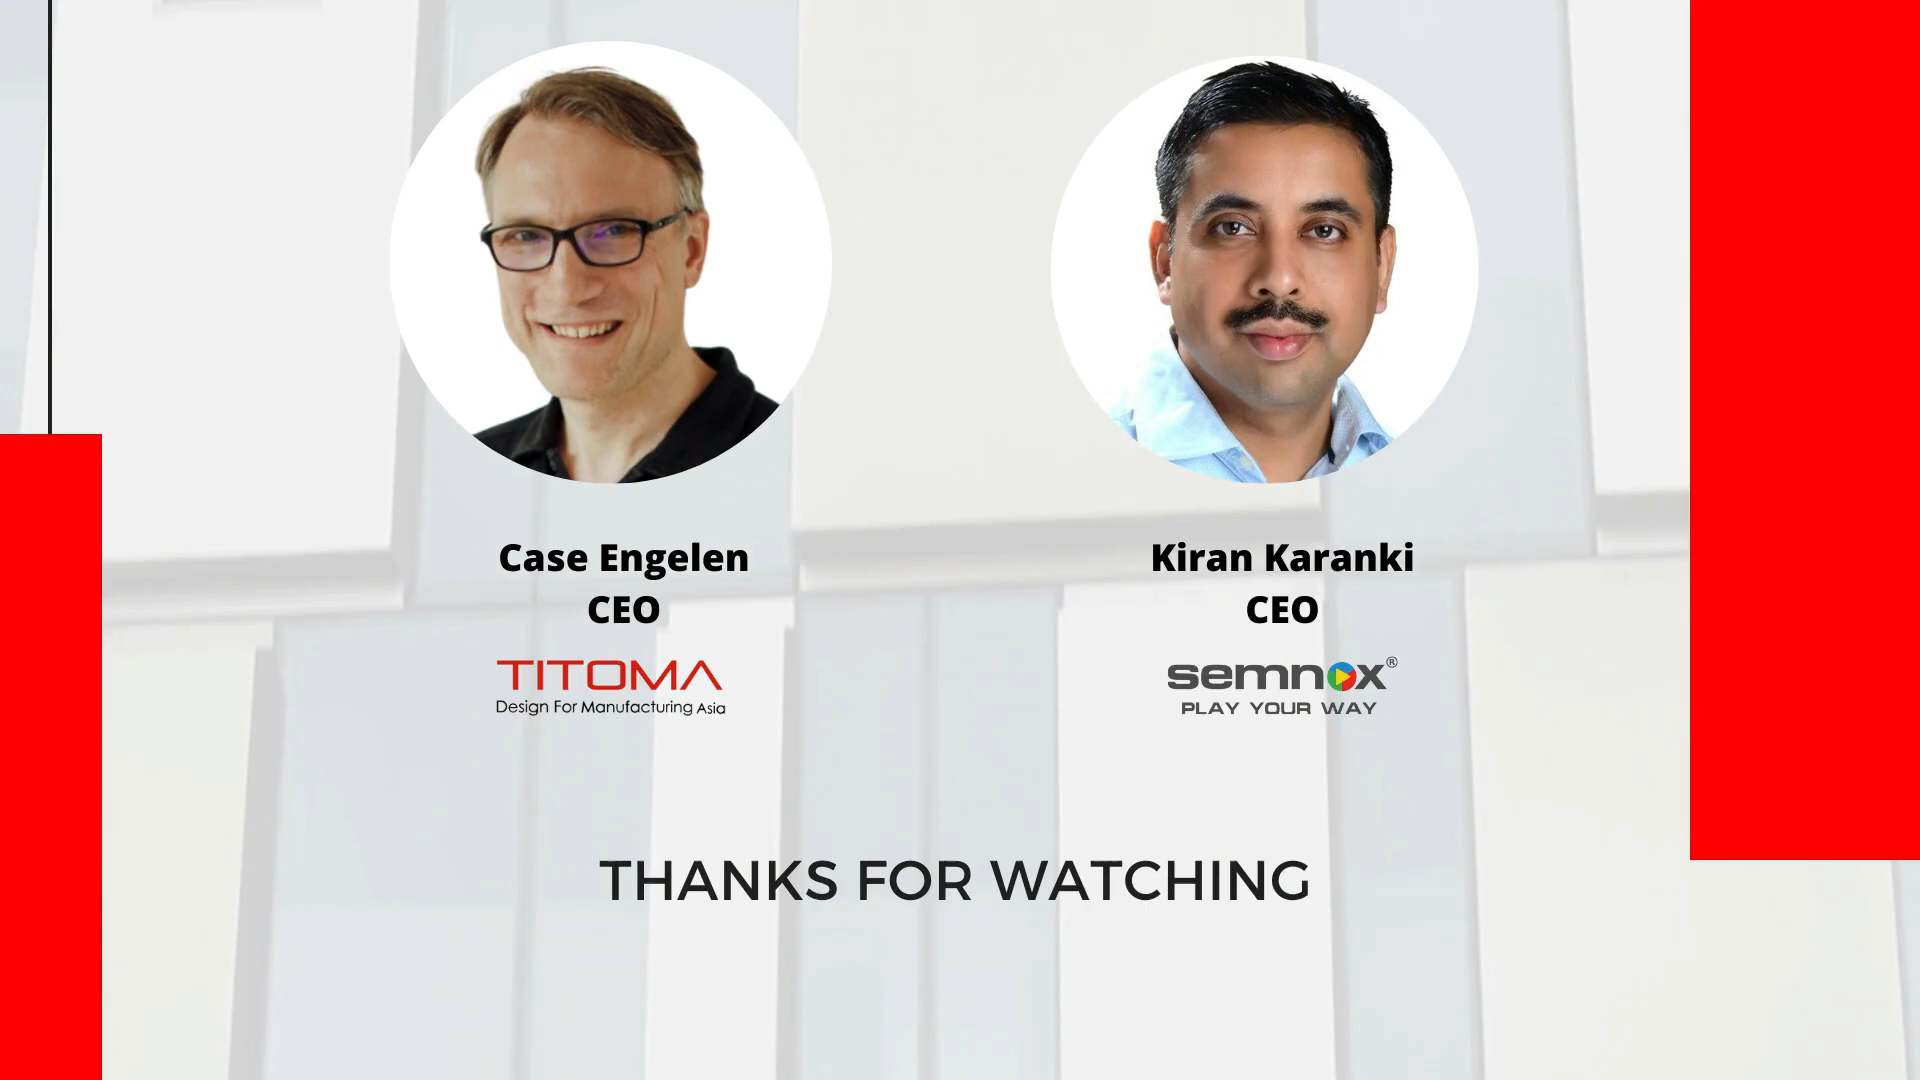 Case Engelen
CEO
TITOMA
Design For Manufacturing Asia
Kiran Karanki
CEO
semnox®
PLAY YOUR WAY
THANKS FOR WATCHING